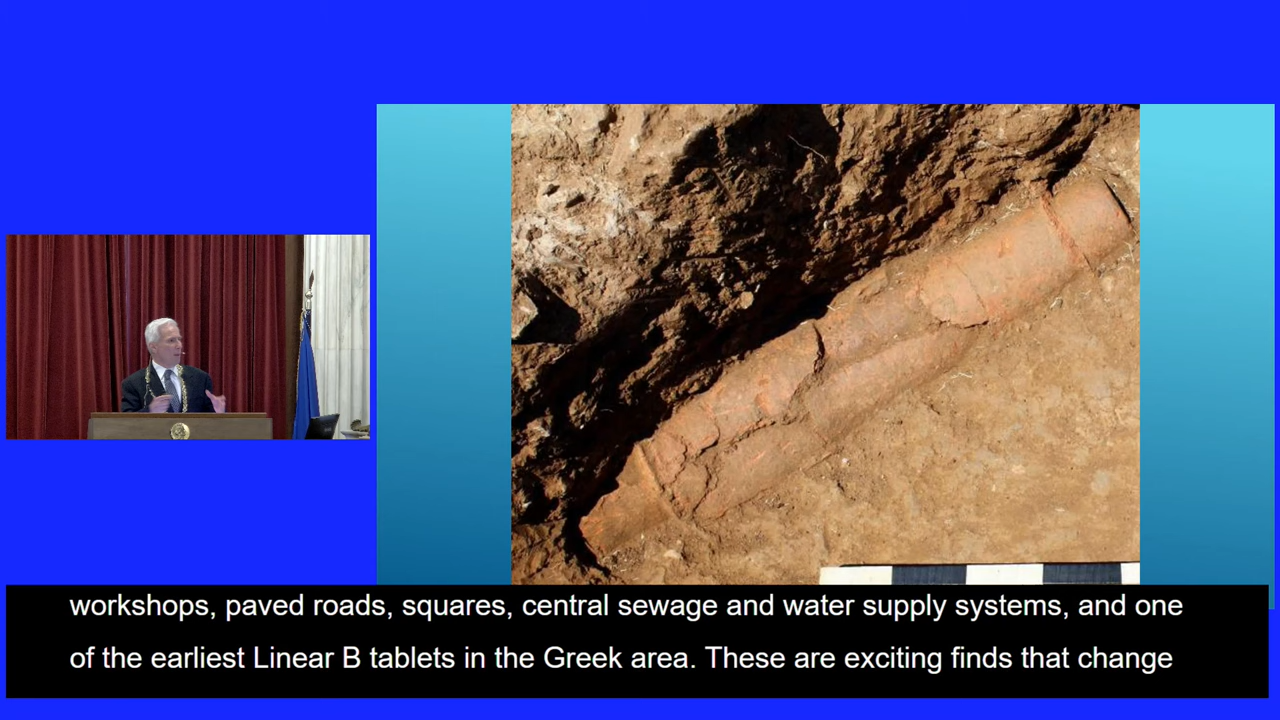 workshops, paved roads, squares, central sewage and water supply systems, and one
of the earliest Linear B tablets in the Greek area. These are exciting finds that change